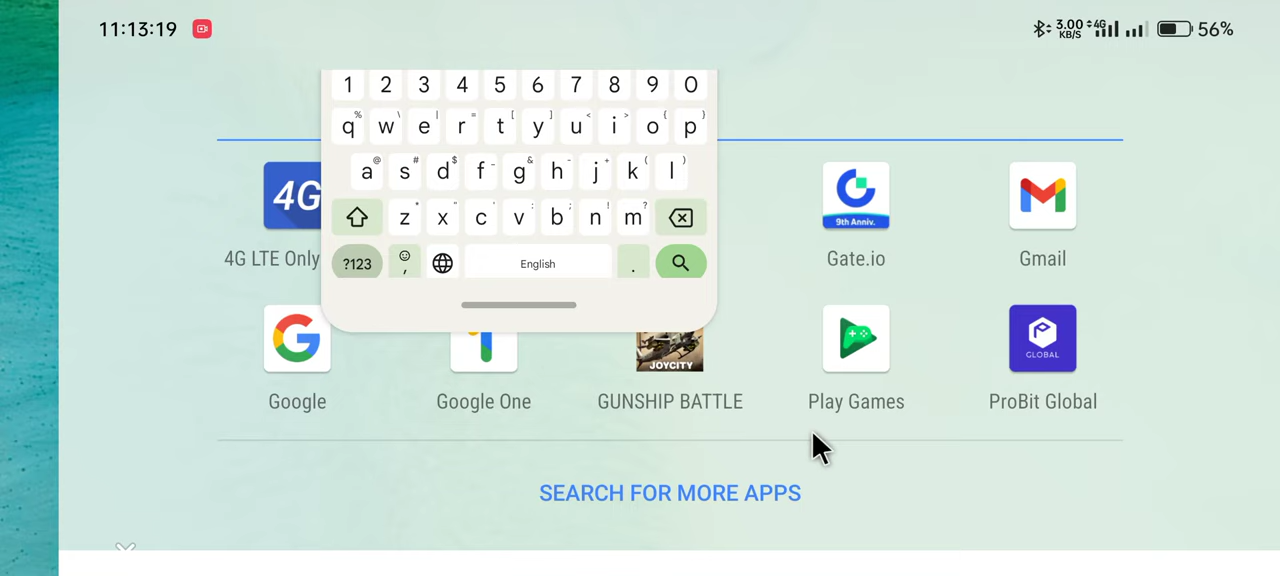 11:13:19 3.00 KB/S 4G 56%
1 2 3 4 5 6 7 8 9 0
q % w \ e | r = t [ y ] u < i > o { p }
a @ s # d $ f - g & h - j + k ( l )
z * x " c ' v : b ; n ! m ?
?123 , English .
4G
9th Anniv.
4G LTE Only Gate.io Gmail
JOYCITY GLOBAL
Google Google One GUNSHIP BATTLE Play Games ProBit Global
SEARCH FOR MORE APPS